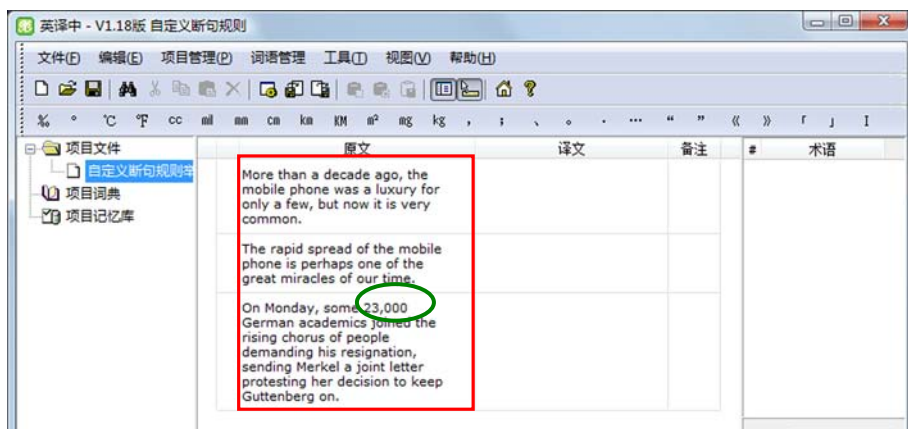 英译中 - V1.18版 自定义断句规则
文件(F) 编辑(E) 项目管理(P) 词语管理 工具(T) 视图(V) 帮助(H)
‰ ° ℃ ℉ cc ml mm cm km KM m² mg kg , ; 、 。 · … “ ” 《 》 「 」 I
项目文件
自定义断句规则举
项目词典
项目记忆库
原文 译文 备注 # 术语
More than a decade ago, the
mobile phone was a luxury for
only a few, but now it is very
common.
The rapid spread of the mobile
phone is perhaps one of the
great miracles of our time.
On Monday, some 23,000
German academics joined the
rising chorus of people
demanding his resignation,
sending Merkel a joint letter
protesting her decision to keep
Guttenberg on.